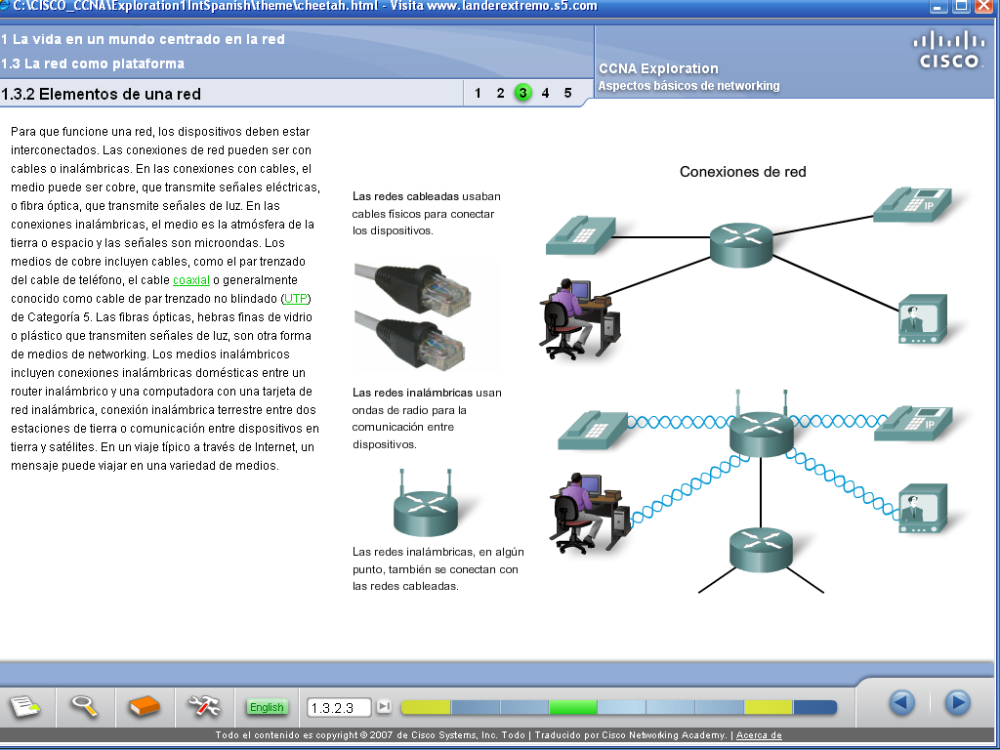 C:\CISCO_CCNA\Exploration1IntSpanish\theme\cheetah.html - Visita www.landerextremo.s5.com
1 La vida en un mundo centrado en la red
1.3 La red como plataforma
CISCO
CCNA Exploration
Aspectos básicos de networking
1.3.2 Elementos de una red
1 2 3 4 5
Para que funcione una red, los dispositivos deben estar
interconectados. Las conexiones de red pueden ser con
cables o inalámbricas. En las conexiones con cables, el
medio puede ser cobre, que transmite señales eléctricas,
o fibra óptica, que transmite señales de luz. En las
conexiones inalámbricas, el medio es la atmósfera de la
tierra o espacio y las señales son microondas. Los
medios de cobre incluyen cables, como el par trenzado
del cable de teléfono, el cable coaxial o generalmente
conocido como cable de par trenzado no blindado (UTP)
de Categoría 5. Las fibras ópticas, hebras finas de vidrio
o plástico que transmiten señales de luz, son otra forma
de medios de networking. Los medios inalámbricos
incluyen conexiones inalámbricas domésticas entre un
router inalámbrico y una computadora con una tarjeta de
red inalámbrica, conexión inalámbrica terrestre entre dos
estaciones de tierra o comunicación entre dispositivos en
tierra y satélites. En un viaje típico a través de Internet, un
mensaje puede viajar en una variedad de medios.
Las redes cableadas usaban
cables físicos para conectar
los dispositivos.
Las redes inalámbricas usan
ondas de radio para la
comunicación entre
dispositivos.
Las redes inalámbricas, en algún
punto, también se conectan con
las redes cableadas.
Conexiones de red
IP
IP
English
1.3.2.3
Todo el contenido es copyright © 2007 de Cisco Systems, Inc. Todo | Traducido por Cisco Networking Academy. | Acerca de